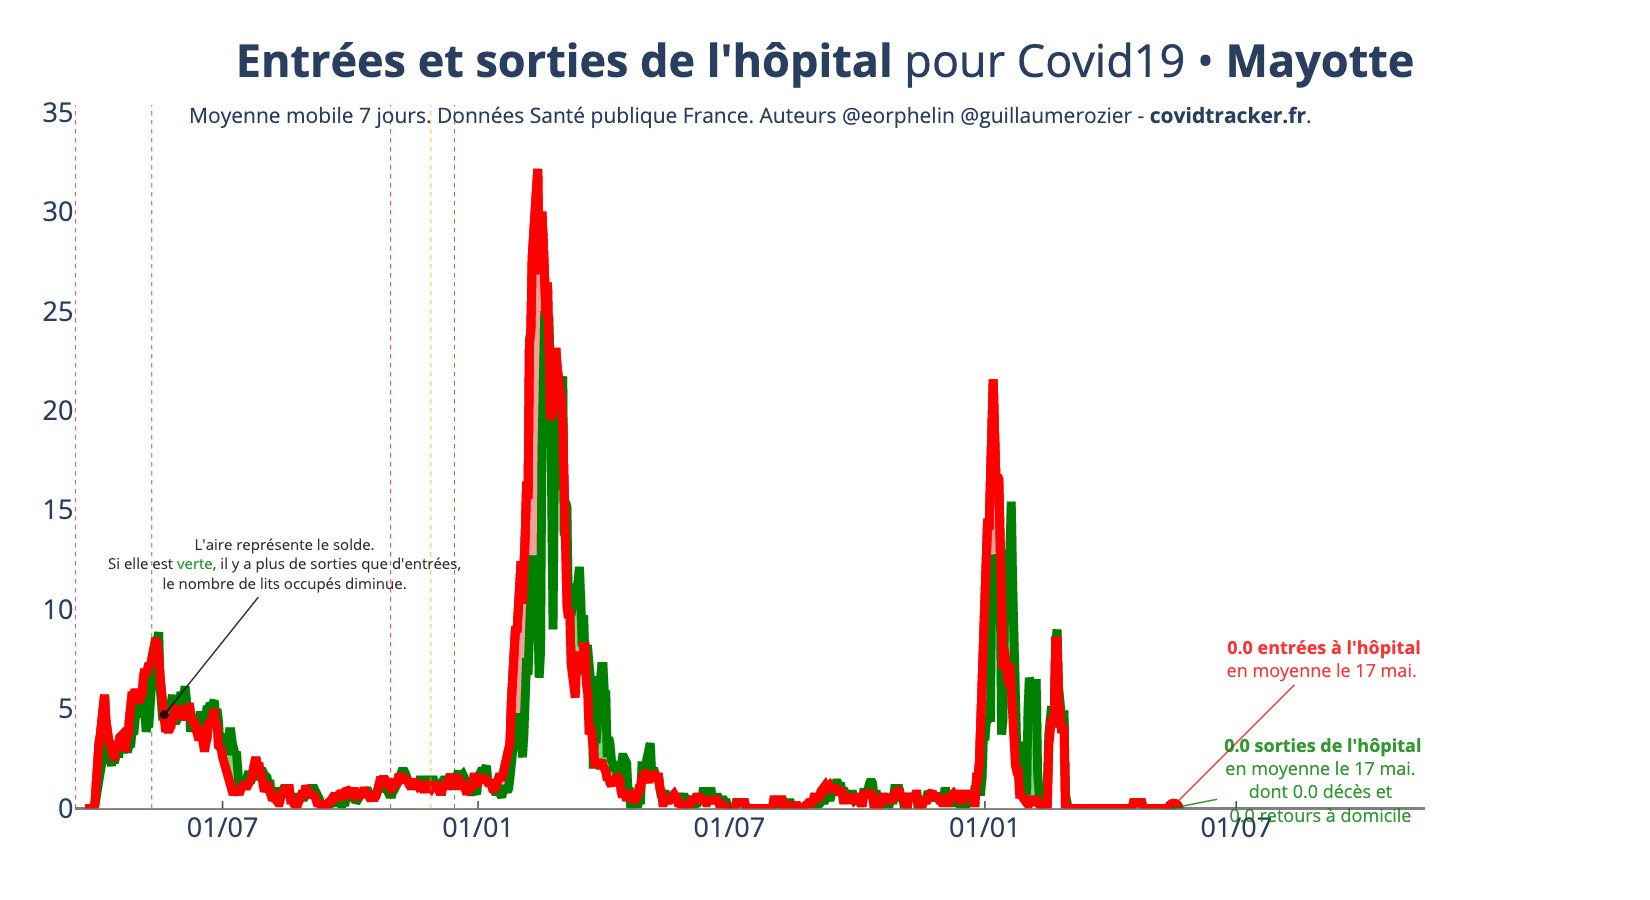 Entrées et sorties de l'hôpital pour Covid19 • Mayotte
Moyenne mobile 7 jours. Données Santé publique France. Auteurs @eorphelin @guillaumerozier - covidtracker.fr.
35
30
25
20
15
10
5
0
L'aire représente le solde.
Si elle est verte, il y a plus de sorties que d'entrées,
le nombre de lits occupés diminue.
0.0 entrées à l'hôpital
en moyenne le 17 mai.
0.0 sorties de l'hôpital
en moyenne le 17 mai.
dont 0.0 décès et
0.0 retours à domicile
01/07
01/01
01/07
01/01
01/07